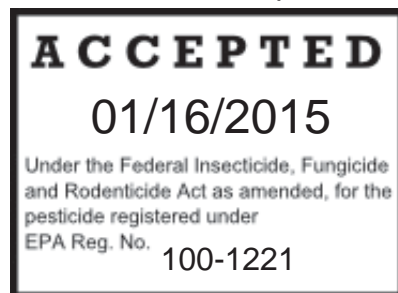 ACCEPTED
01/16/2015
Under the Federal Insecticide, Fungicide
and Rodenticide Act as amended, for the
pesticide registered under
EPA Reg. No. 100-1221